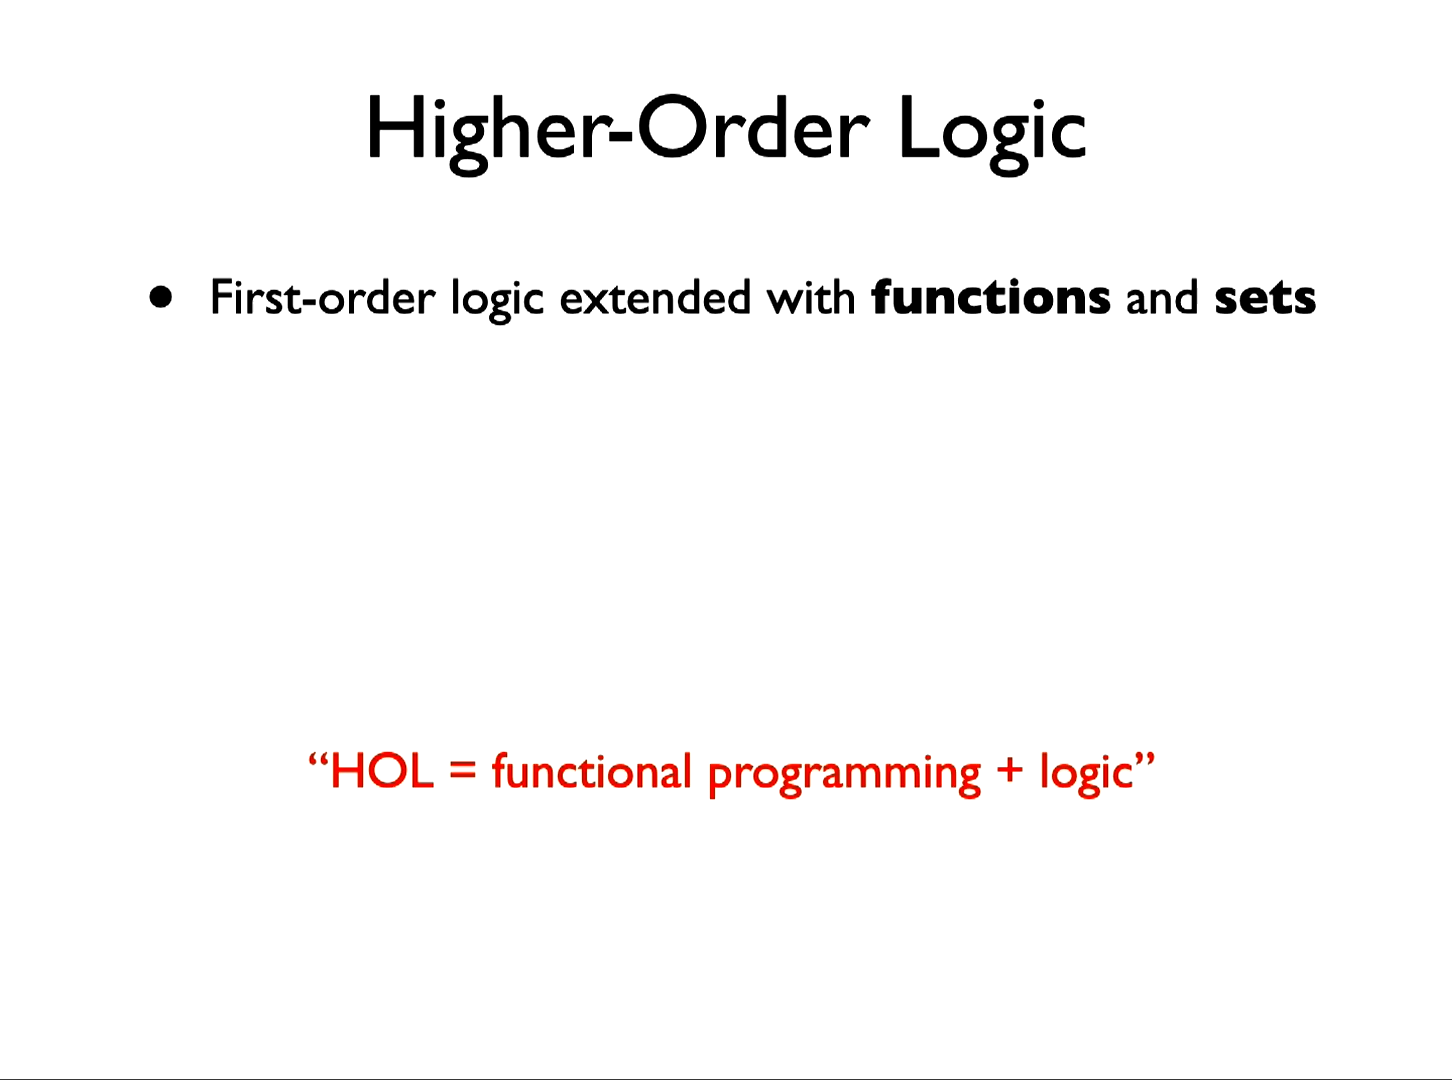 Higher-Order Logic
• First-order logic extended with functions and sets
“HOL = functional programming + logic”